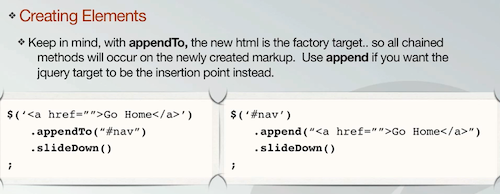 Creating Elements
Keep in mind, with appendTo, the new html is the factory target.. so all chained
methods will occur on the newly created markup.  Use append if you want the
jquery target to be the insertion point instead.
$(‘<a href=””>Go Home</a>’)
.appendTo(“#nav”)
.slideDown()
;
$(‘#nav’)
.append(“<a href=””>Go Home</a>”)
.slideDown()
;